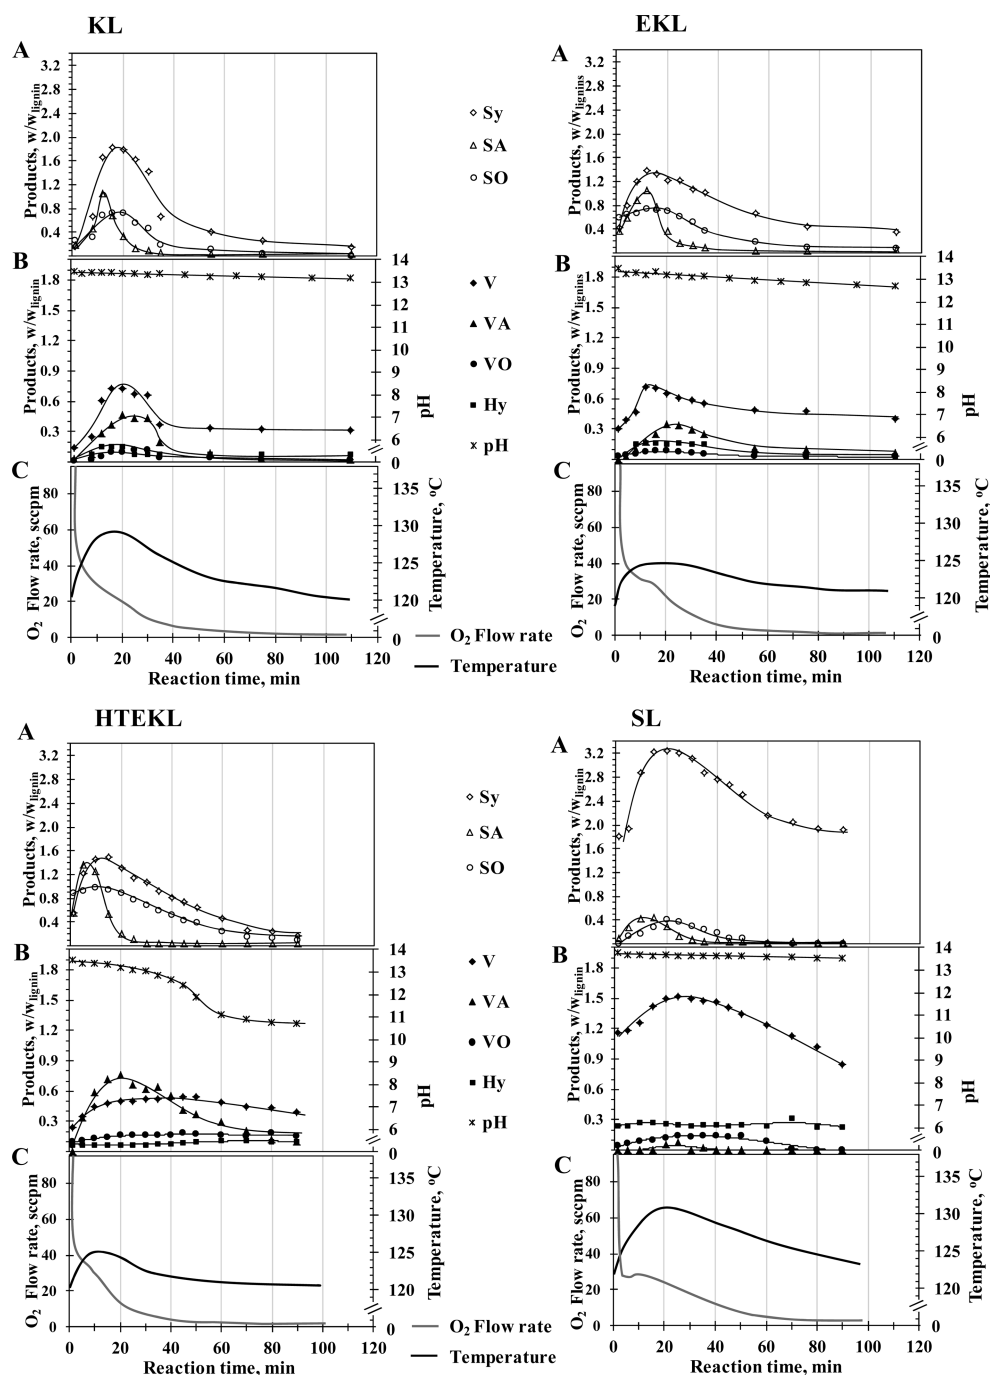 KL
A
Products, w/wlignin
3.2
2.8
2.4
2.0
1.6
1.2
0.8
0.4
B
Products, w/wlignin
1.8
1.5
1.2
0.9
0.6
0.3
14
13
12
11
10
9
8
7
6
0
pH
C
O2 Flow rate, sccpm
80
60
40
20
0
135
130
125
120
0
Temperature, ºC
0 20 40 60 80 100 120
Reaction time, min
Sy
SA
SO
V
VA
VO
Hy
pH
O2 Flow rate
Temperature
EKL
A
Products, w/wlignins
3.2
2.8
2.4
2.0
1.6
1.2
0.8
0.4
B
Products, w/wlignins
1.8
1.5
1.2
0.9
0.6
0.3
14
13
12
11
10
9
8
7
6
0
pH
C
O2 Flow rate, sccpm
80
60
40
20
0
135
130
125
120
0
Temperature, ºC
0 20 40 60 80 100 120
Reaction time, min
HTEKL
A
Products, w/wlignin
3.2
2.8
2.4
2.0
1.6
1.2
0.8
0.4
B
Products, w/wlignin
1.8
1.5
1.2
0.9
0.6
0.3
14
13
12
11
10
9
8
7
6
0
pH
C
O2 Flow rate, sccpm
80
60
40
20
0
135
130
125
120
0
Temperature, ºC
0 20 40 60 80 100 120
Reaction time, min
Sy
SA
SO
V
VA
VO
Hy
pH
O2 Flow rate
Temperature
SL
A
Products, w/wlignin
3.2
2.8
2.4
2.0
1.6
1.2
0.8
0.4
B
Products, w/wlignin
1.8
1.5
1.2
0.9
0.6
0.3
14
13
12
11
10
9
8
7
6
0
pH
C
O2 Flow rate, sccpm
80
60
40
20
0
135
130
125
120
0
Temperature, ºC
0 20 40 60 80 100 120
Reaction time, min